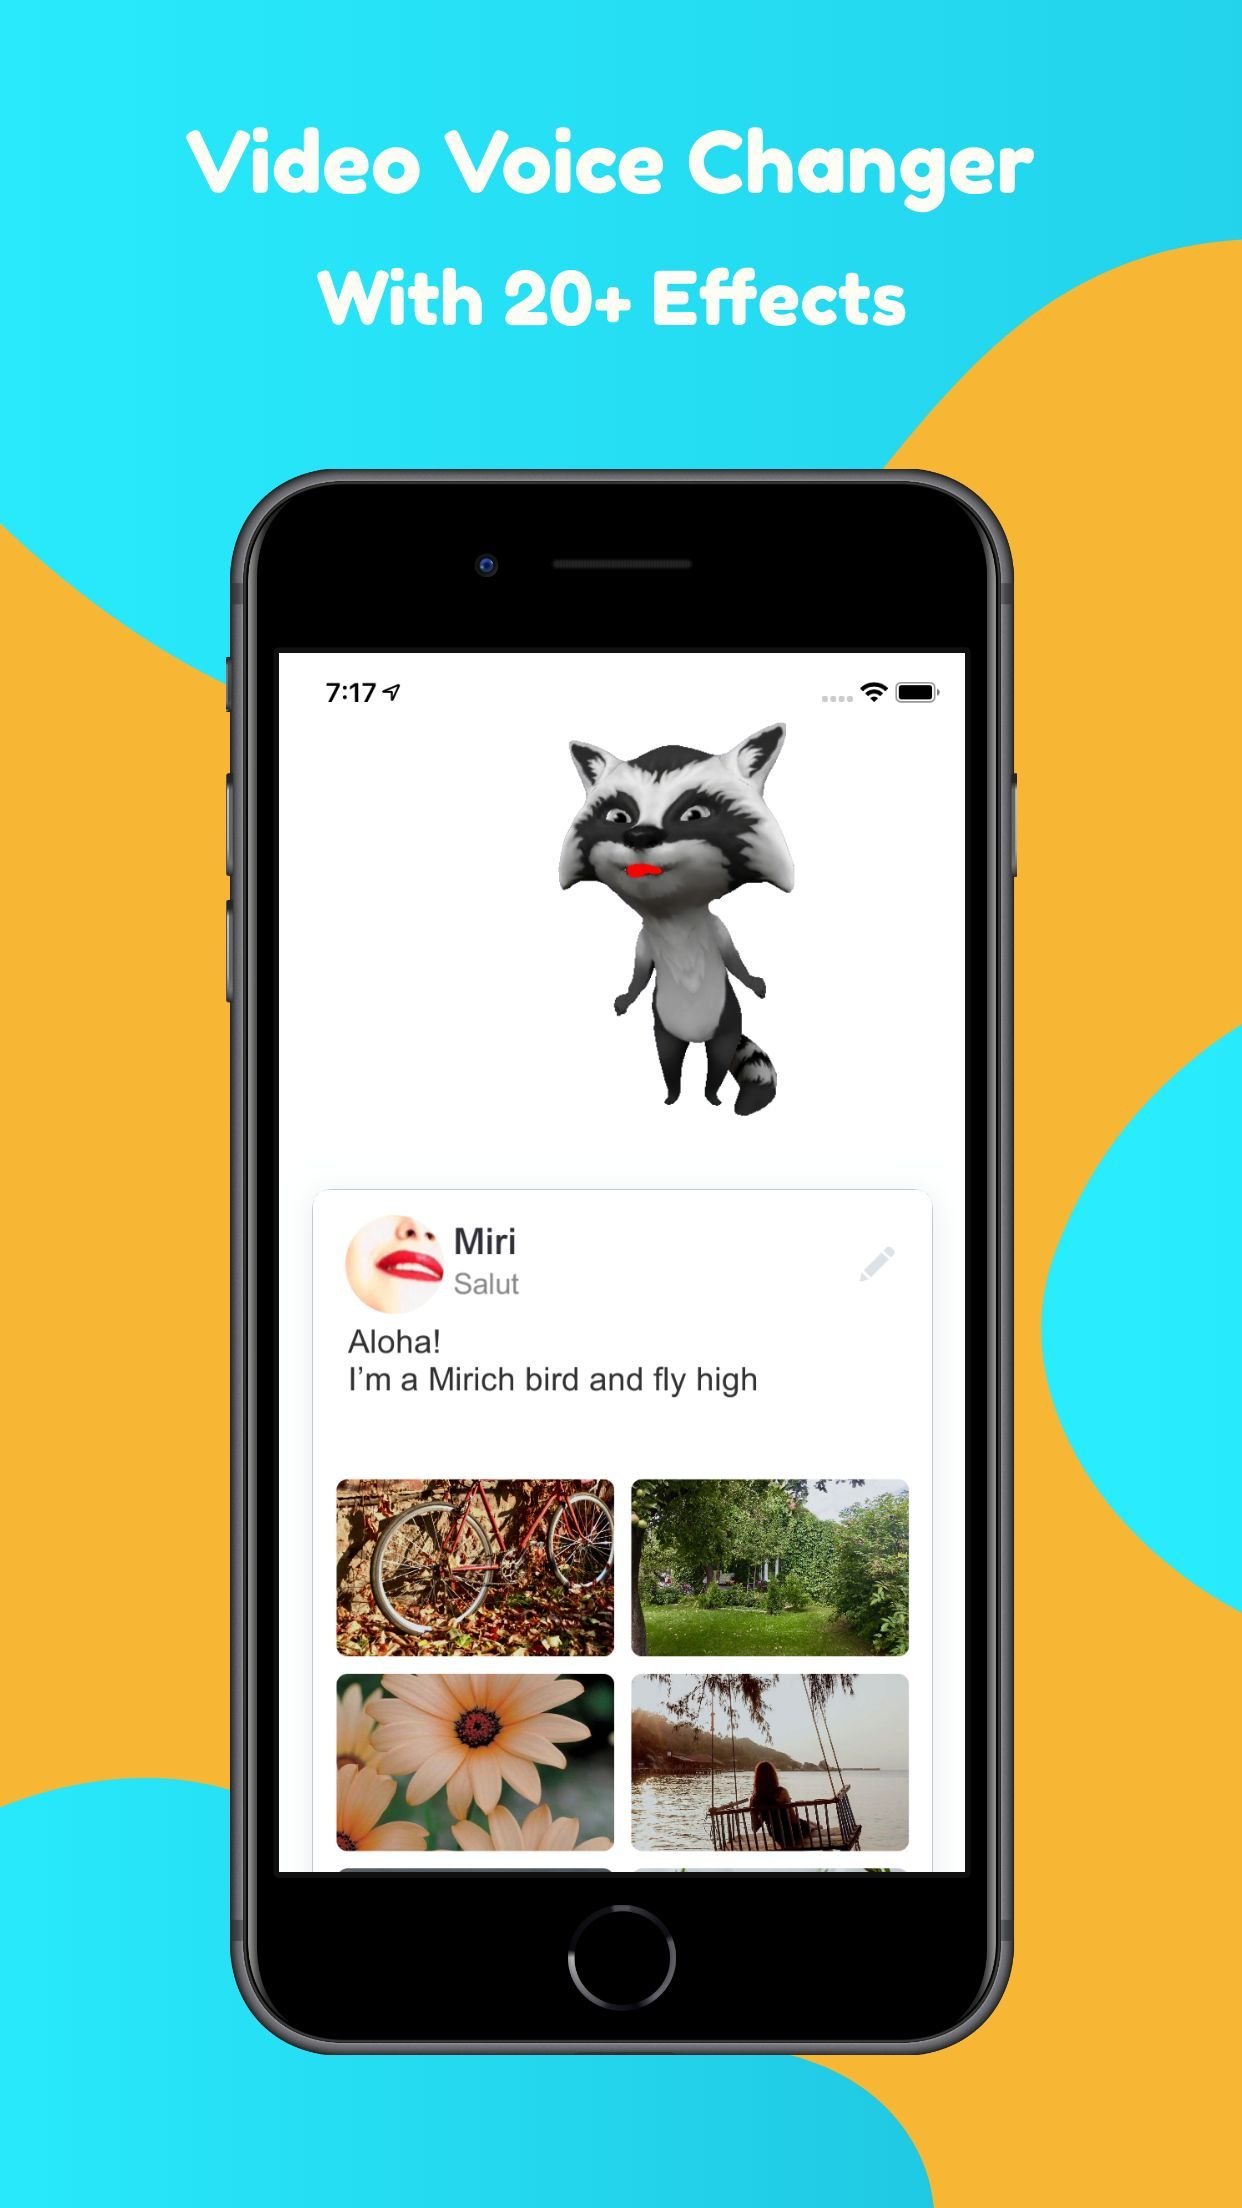 Video Voice Changer
With 20+ Effects
7:17
Miri
Salut
Aloha!
I'm a Mirich bird and fly high